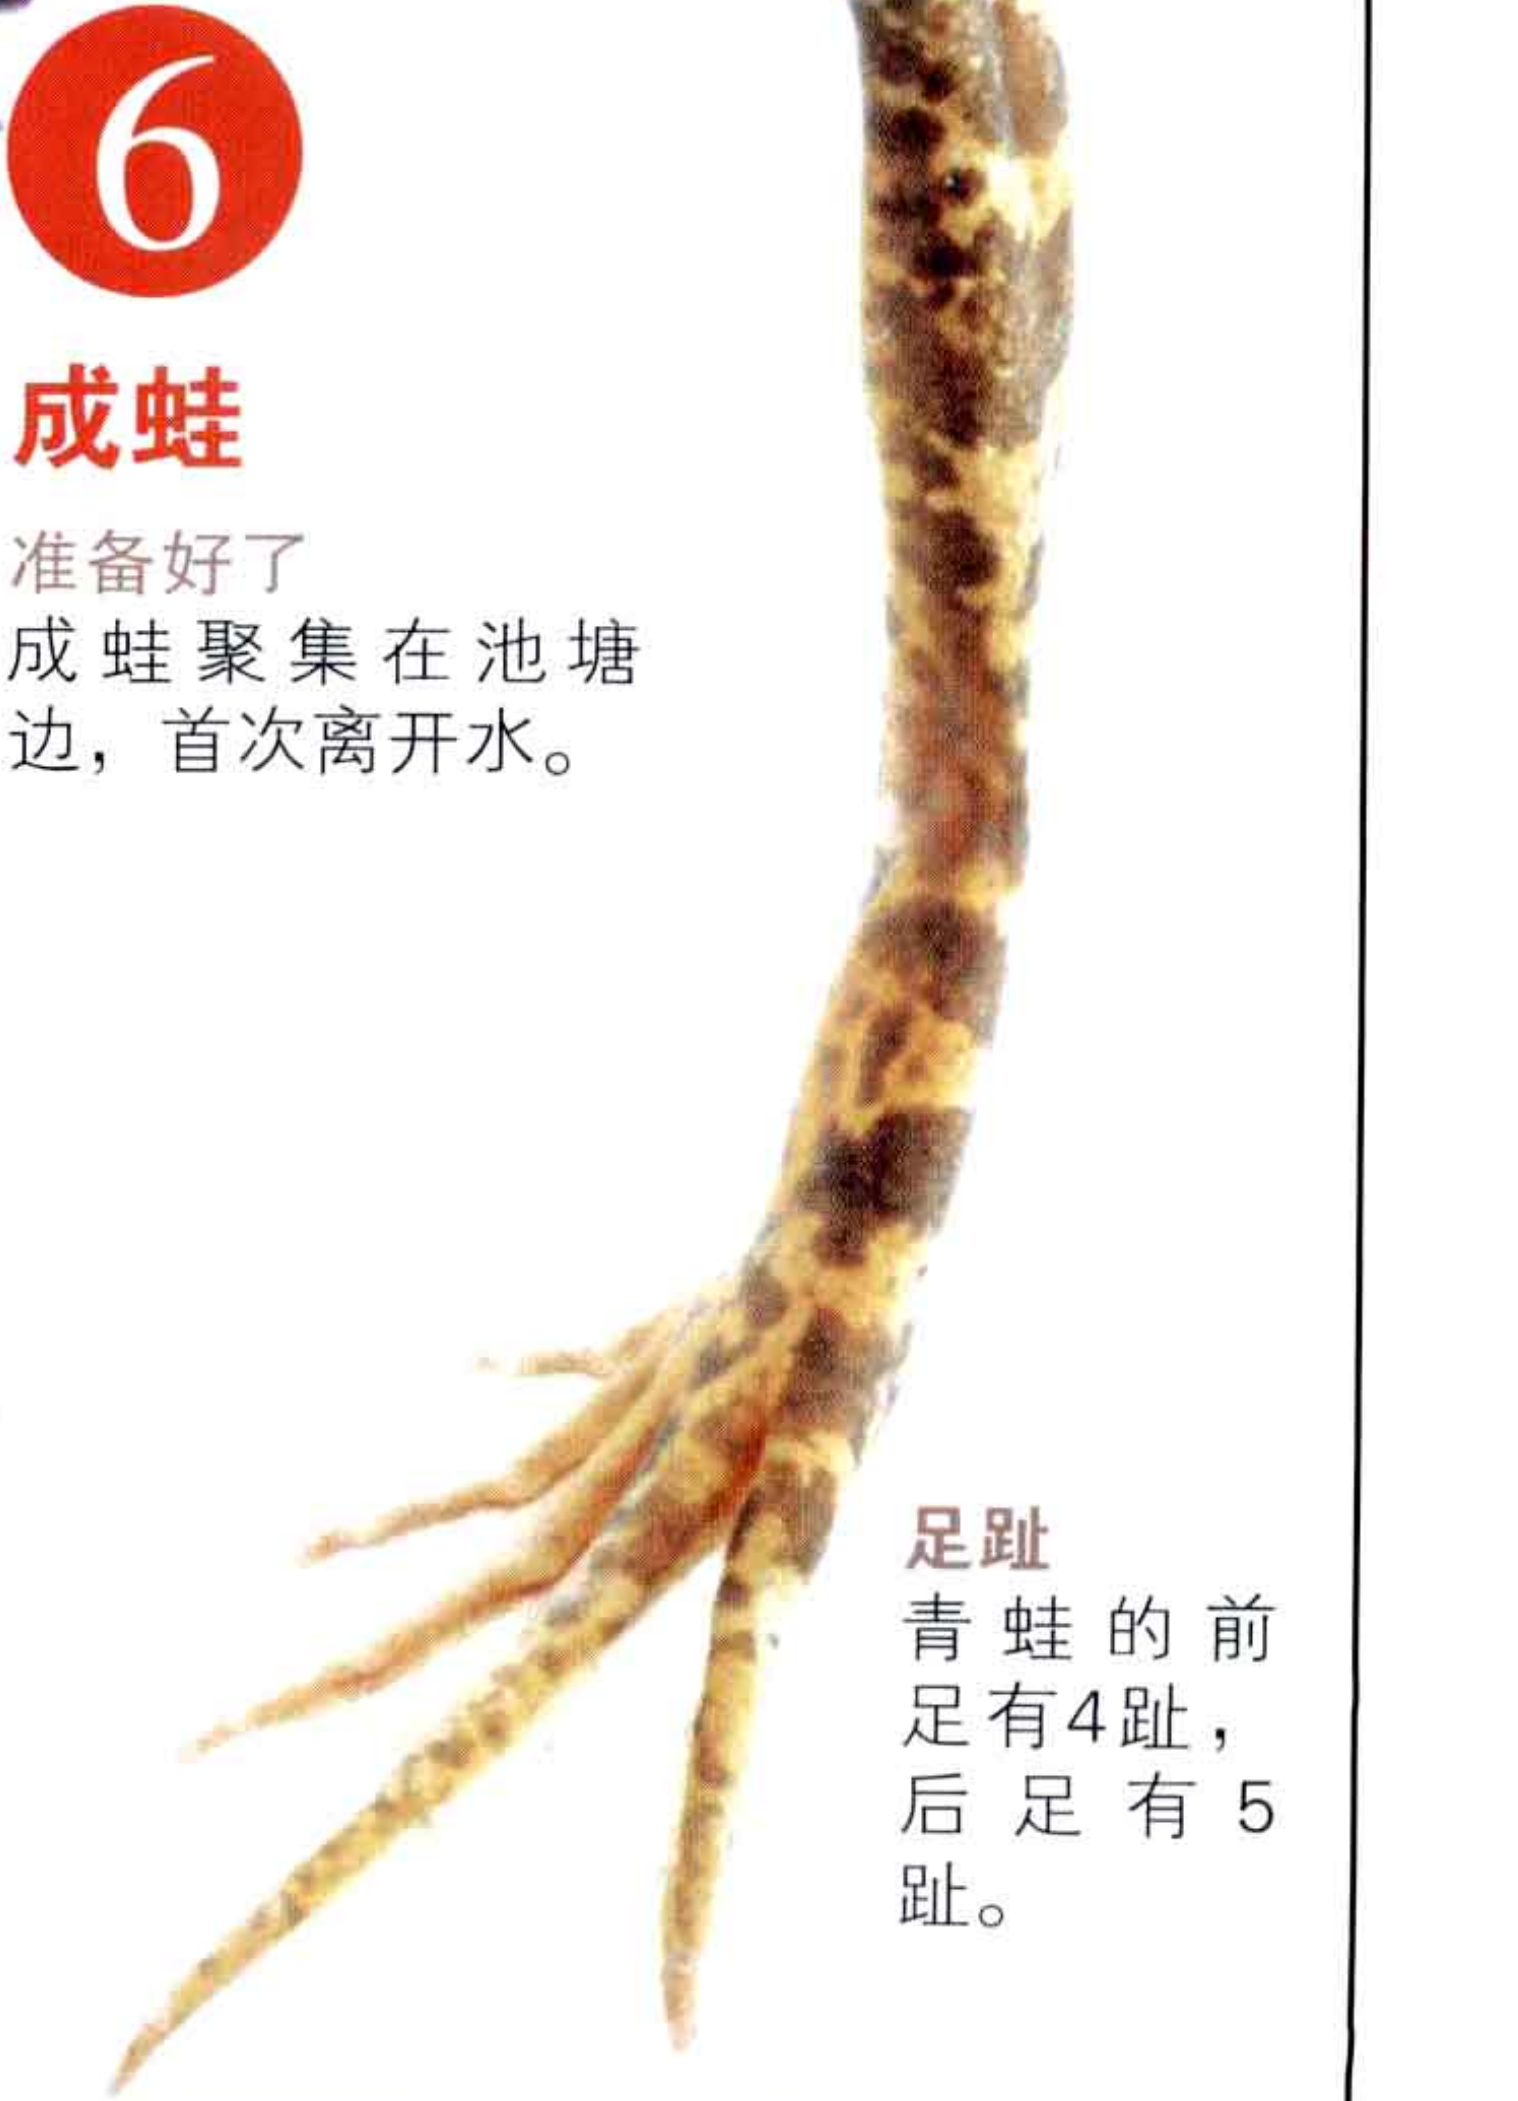 6
成蛙
准备好了
成蛙聚集在池塘
边，首次离开水。
足趾
青蛙的前
足有4趾，
后足有5
趾。